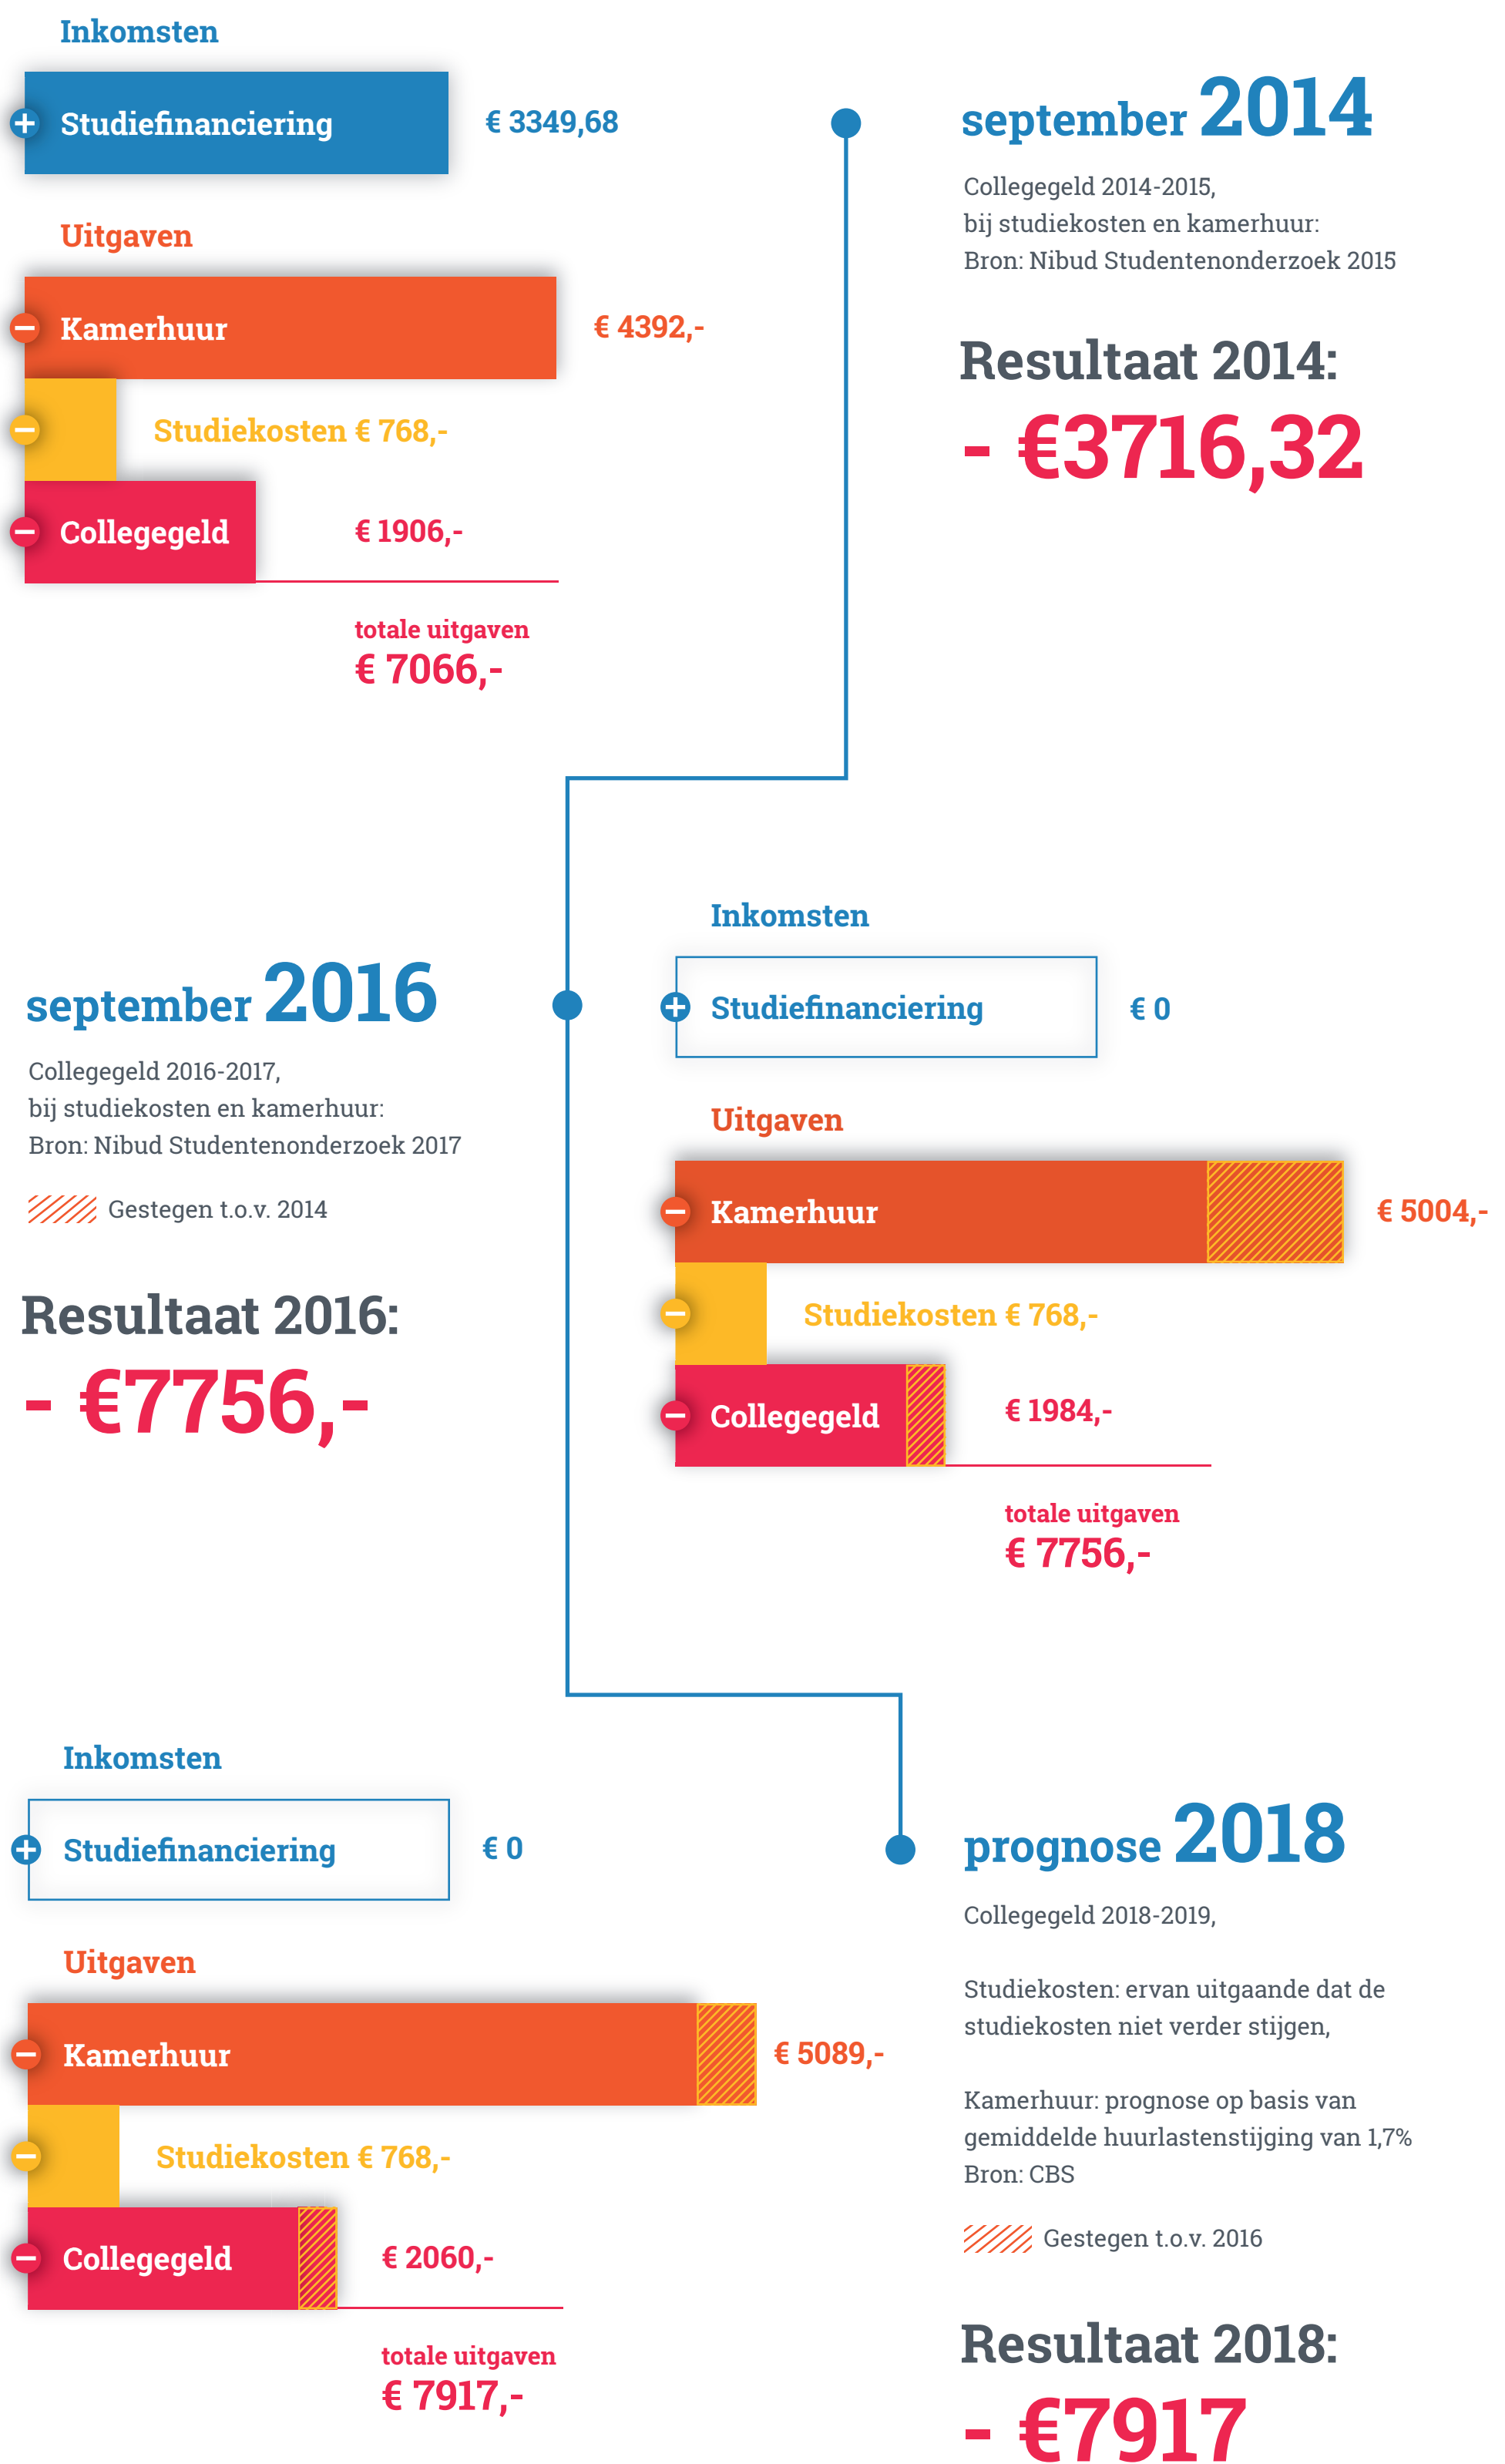 Inkomsten
Studiefinanciering € 3349,68
Uitgaven
Kamerhuur € 4392,-
Studiekosten € 768,-
Collegegeld € 1906,-
totale uitgaven
€ 7066,-
september 2014
Collegegeld 2014-2015,
bij studiekosten en kamerhuur:
Bron: Nibud Studentenonderzoek 2015
Resultaat 2014:
- €3716,32
september 2016
Collegegeld 2016-2017,
bij studiekosten en kamerhuur:
Bron: Nibud Studentenonderzoek 2017
Gestegen t.o.v. 2014
Resultaat 2016:
- €7756,-
Inkomsten
Studiefinanciering € 0
Uitgaven
Kamerhuur € 5004,-
Studiekosten € 768,-
Collegegeld € 1984,-
totale uitgaven
€ 7756,-
Inkomsten
Studiefinanciering € 0
Uitgaven
Kamerhuur € 5089,-
Studiekosten € 768,-
Collegegeld € 2060,-
totale uitgaven
€ 7917,-
prognose 2018
Collegegeld 2018-2019,
Studiekosten: ervan uitgaande dat de
studiekosten niet verder stijgen,
Kamerhuur: prognose op basis van
gemiddelde huurlastenstijging van 1,7%
Bron: CBS
Gestegen t.o.v. 2016
Resultaat 2018:
- €7917